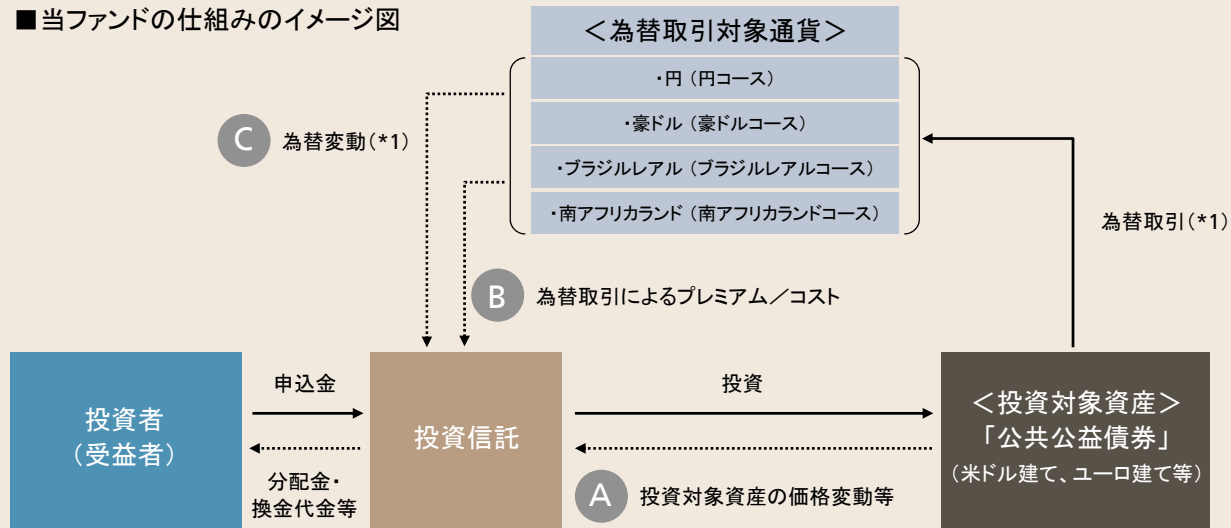 ■当ファンドの仕組みのイメージ図
＜為替取引対象通貨＞
・円（円コース）
・豪ドル（豪ドルコース）
・ブラジルレアル（ブラジルレアルコース）
・南アフリカランド（南アフリカランドコース）
C 為替変動(*1)
為替取引(*1)
B 為替取引によるプレミアム／コスト
投資者
（受益者）
申込金
分配金・
換金代金等
投資信託
投資
A 投資対象資産の価格変動等
＜投資対象資産＞
「公共公益債券」
（米ドル建て、ユーロ建て等）